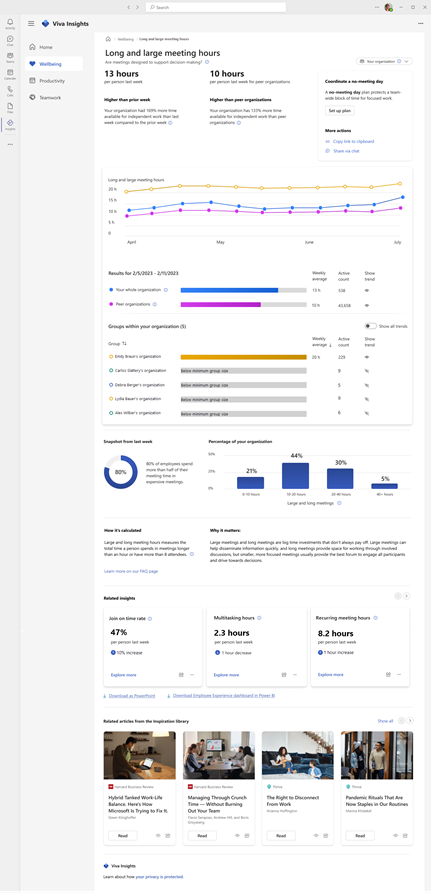 Search
Viva Insights
Activity
Chat
Teams
Calendar
Calls
Files
Insights
Home
Wellbeing
Productivity
Teamwork
Wellbeing
Long and large meeting hours
Long and large meeting hours
Are meetings designed to support decision-making?
Your organization
13 hours
per person last week
10 hours
per person last week for peer organizations
Higher than prior week
Your organization had 169% more time
available for independent work than last
week compared to the prior week
Higher than peer organizations
Your organization had 133% more time
available for independent work than peer
organizations
Coordinate a no-meeting day
A no-meeting day plan protects a team-
wide block of time for focused work.
Set up plan
More actions
Copy link to clipboard
Share via chat
Long and large meeting hours
20 h
15 h
10 h
5 h
0
April
May
June
July
Results for 2/5/2023 - 2/11/2023
Weekly
average
Active
count
Show
trend
Your whole organization
13 h
538
Peer organizations
10 h
43,658
Groups within your organization (5)
Show all trends
Group
Weekly
average
Active
count
Show
trend
Emily Braun's organization
20 h
229
Carlos Slattery's organization
Below minimum group size
9
Debra Berger's organization
Below minimum group size
5
Lydia Bauer's organization
Below minimum group size
8
Alex Wilber's organization
Below minimum group size
6
Snapshot from last week
80%
80% of employees spend
more than half of their
meeting time in
expensive meetings.
Percentage of your organization
50%
25%
0%
21%
44%
30%
5%
0-10 hours
10-20 hours
20-40 hours
40+ hours
Large and long meetings
How it's calculated
Large and long meeting hours measures the
total time a person spends in meetings longer
than an hour or have more than 8 attendees.
Learn more on our FAQ page
Why it matters:
Large meetings and long meetings are big time investments that don't always pay off. Large meetings can
help disseminate information quickly, and long meetings provide space for working through involved
discussions, but smaller, more focused meetings usually provide the best forum to engage all participants
and drive towards decisions.
Related insights
Join on time rate
47%
per person last week
10% increase
Explore more
Multitasking hours
2.3 hours
per person last week
1 hour decrease
Explore more
Recurring meeting hours
8.2 hours
per person last week
1 hour increase
Explore more
Download as PowerPoint
Download Employee Experience dashboard in Power BI
Related articles from the Inspiration library
Show all
Harvard Business Review
Hybrid Tanked Work-Life
Balance. Here's How
Microsoft Is Trying to Fix It.
Dawn Klinghoffer
Read
Harvard Business Review
Managing Through Crunch
Time — Without Burning
Out Your Team
Read
Thrive
The Right to Disconnect
From Work
Arianna Huffington
Read
Thrive
Pandemic Rituals That Are
Now Staples in Our Routines
Marina Khidekel
Read
Viva Insights
Learn about how your privacy is protected.